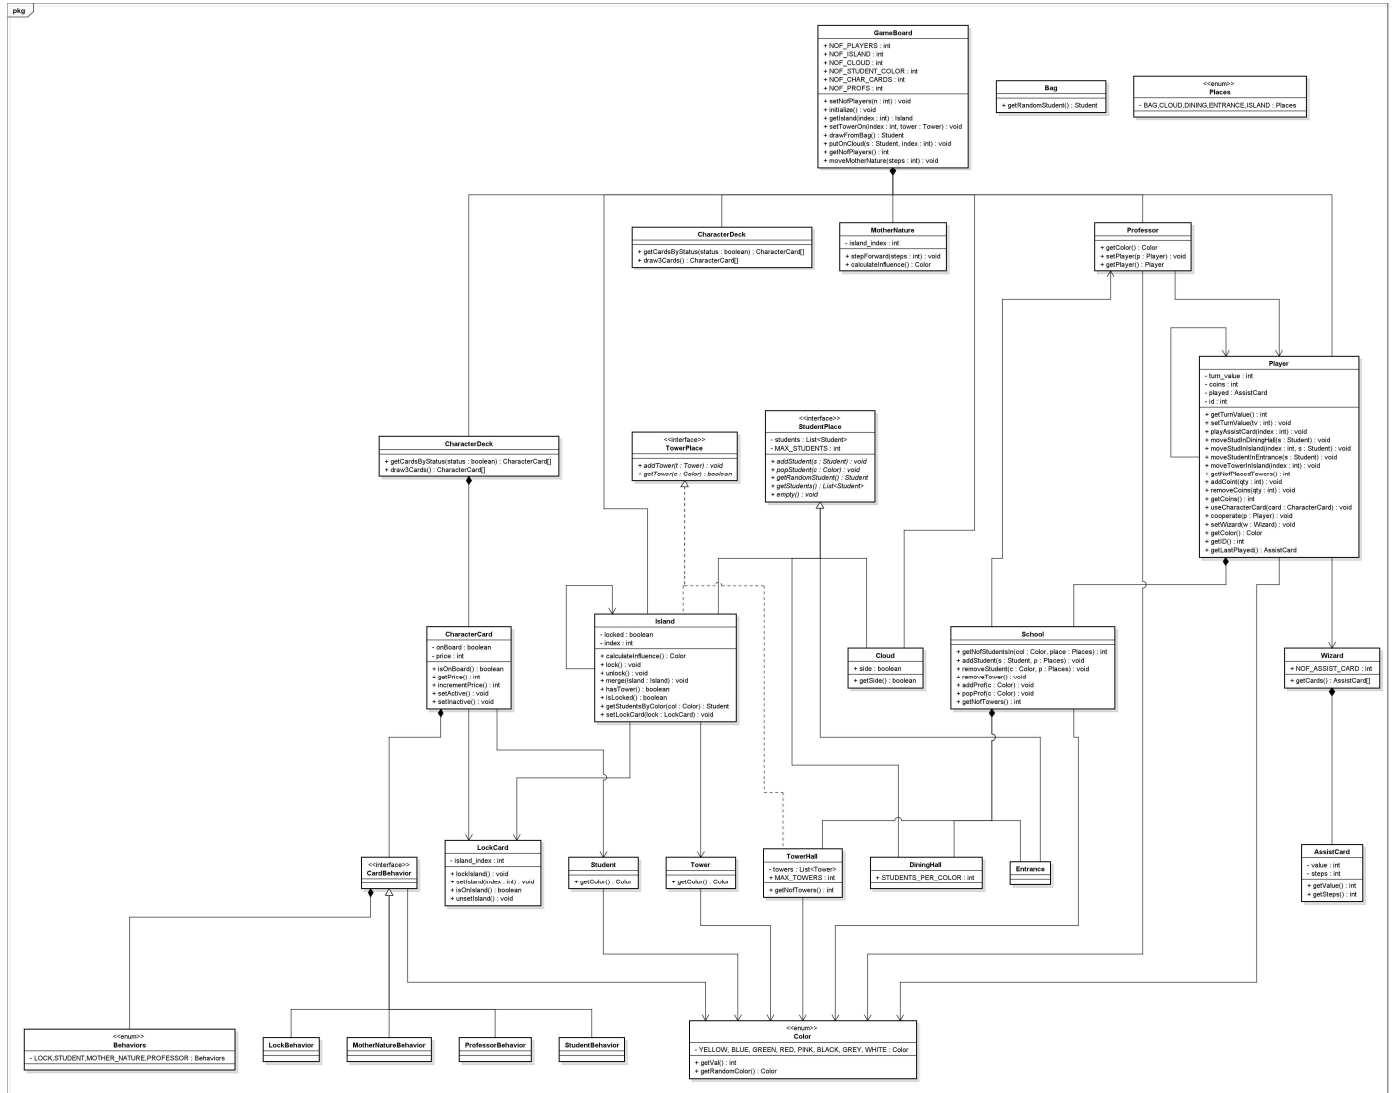 pkg
GameBoard
+ NOF_PLAYERS : int
+ NOF_ISLAND : int
+ NOF_CLOUD : int
+ NOF_STUDENT_COLOR : int
+ NOF_CHAR_CARDS : int
+ NOF_PROFS : int
+ setNofPlayers(n : int) : void
+ initialize() : void
+ getIsland(index : int) : Island
+ setTowerOn(index : int, tower : Tower) : void
+ drawFromBag() : Student
+ putOnCloud(s : Student, index : int) : void
+ getNofPlayers() : int
+ moveMotherNature(steps : int) : void
Bag
+ getRandomStudent() : Student
<<enum>>
Places
- BAG,CLOUD,DINING,ENTRANCE,ISLAND : Places
CharacterDeck
+ getCardsByStatus(status : boolean) : CharacterCard[]
+ draw3Cards() : CharacterCard[]
MotherNature
- island_index : int
+ stepForward(steps : int) : void
+ calculateInfluence() : Color
Professor
+ getColor() : Color
+ setPlayer(p : Player) : void
+ getPlayer() : Player
Player
- turn_value : int
- coins : int
- played : AssistCard
- id : int
+ getTurnValue() : int
+ setTurnValue(tv : int) : void
+ playAssistCard(index : int) : void
+ moveStudInDiningHall(s : Student) : void
+ moveStudInIsland(index : int, s : Student) : void
+ moveStudentInEntrance(s : Student) : void
+ moveTowerInIsland(index : int) : void
+ getNofPlacedTowers() : int
+ addCoint(qty : int) : void
+ removeCoins(qty : int) : void
+ getCoins() : int
+ useCharacterCard(card : CharacterCard) : void
+ cooperate(p : Player) : void
+ setWizard(w : Wizard) : void
+ getColor() : Color
+ getID() : int
+ getLastPlayed() : AssistCard
CharacterDeck
+ getCardsByStatus(status : boolean) : CharacterCard[]
+ draw3Cards() : CharacterCard[]
<<interface>>
TowerPlace
+ addTower(t : Tower) : void
+ getTower(c : Color) : boolean
<<interface>>
StudentPlace
- students : List<Student>
- MAX_STUDENTS : int
+ addStudent(s : Student) : void
+ popStudent(c : Color) : void
+ getRandomStudent() : Student
+ getStudents() : List<Student>
+ empty() : void
CharacterCard
- onBoard : boolean
- price : int
+ isOnBoard() : boolean
+ getPrice() : int
+ incrementPrice() : int
+ setActive() : void
+ setInactive() : void
Island
- locked : boolean
- index : int
+ calculateInfluence() : Color
+ lock() : void
+ unlock() : void
+ merge(island : Island) : void
+ hasTower() : boolean
+ isLocked() : boolean
+ getStudentsByColor(col : Color) : Student
+ setLockCard(lock : LockCard) : void
Cloud
+ side : boolean
+ getSide() : boolean
School
+ getNofStudentsIn(col : Color, place : Places) : int
+ addStudent(s : Student, p : Places) : void
+ removeStudent(c : Color, p : Places) : void
+ removeTower() : void
+ addProf(c : Color) : void
+ popProf(c : Color) : void
+ getNofTowers() : int
Wizard
+ NOF_ASSIST_CARD : int
+ getCards() : AssistCard[]
<<interface>>
CardBehavior
LockCard
- island_index : int
+ lockIsland() : void
+ setIsland(index : int) : void
+ isOnIsland() : boolean
+ unsetIsland() : void
Student
+ getColor() : Color
Tower
+ getColor() : Color
TowerHall
- towers : List<Tower>
+ MAX_TOWERS : int
+ getNofTowers() : int
DiningHall
+ STUDENTS_PER_COLOR : int
Entrance
AssistCard
- value : int
- steps : int
+ getValue() : int
+ getSteps() : int
<<enum>>
Behaviors
- LOCK,STUDENT,MOTHER_NATURE,PROFESSOR : Behaviors
LockBehavior
MotherNatureBehavior
ProfessorBehavior
StudentBehavior
<<enum>>
Color
- YELLOW, BLUE, GREEN, RED, PINK, BLACK, GREY, WHITE : Color
+ getVal() : int
+ getRandomColor() : Color